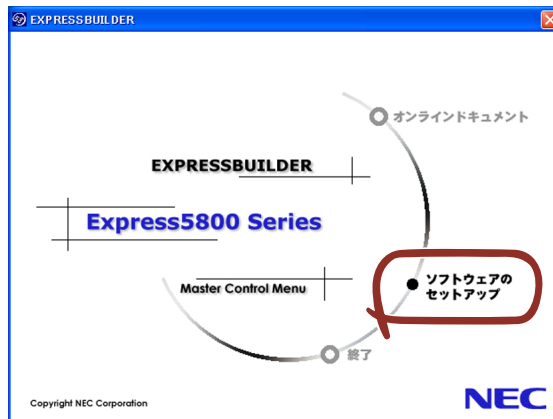 EXPRESSBUILDER
オンラインドキュメント
EXPRESSBUILDER
Express5800 Series
ソフトウェアの
セットアップ
Master Control Menu
終了
Copyright NEC Corporation
NEC